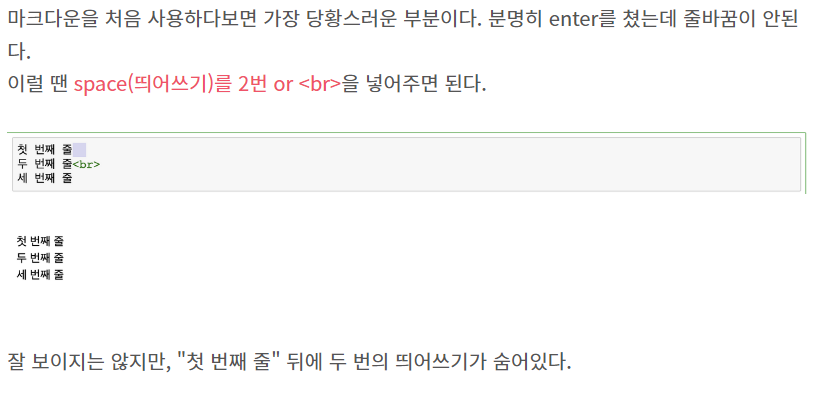 마크다운을 처음 사용하다보면 가장 당황스러운 부분이다. 분명히 enter를 쳤는데 줄바꿈이 안된
다.
이럴 땐 space(띄어쓰기)를 2번 or <br>을 넣어주면 된다.
첫 번째 줄
두 번째 줄<br>
세 번째 줄
첫 번째 줄
두 번째 줄
세 번째 줄
잘 보이지는 않지만, "첫 번째 줄" 뒤에 두 번의 띄어쓰기가 숨어있다.